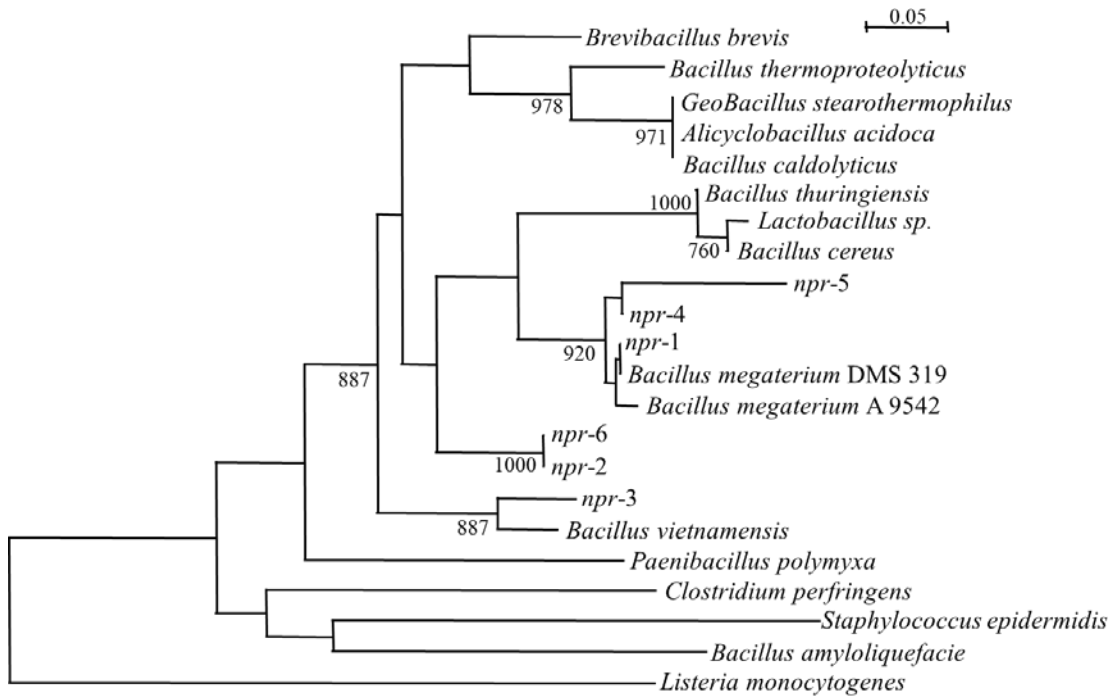 0.05
Brevibacillus brevis
Bacillus thermoproteolyticus
978
GeoBacillus stearothermophilus
971
Alicyclobacillus acidoca
Bacillus caldolyticus
Bacillus thuringiensis
1000
Lactobacillus sp.
760
Bacillus cereus
npr-5
npr-4
npr-1
920
Bacillus megaterium DMS 319
887
Bacillus megaterium A 9542
npr-6
1000
npr-2
npr-3
887
Bacillus vietnamensis
Paenibacillus polymyxa
Clostridium perfringens
Staphylococcus epidermidis
Bacillus amyloliquefacie
Listeria monocytogenes